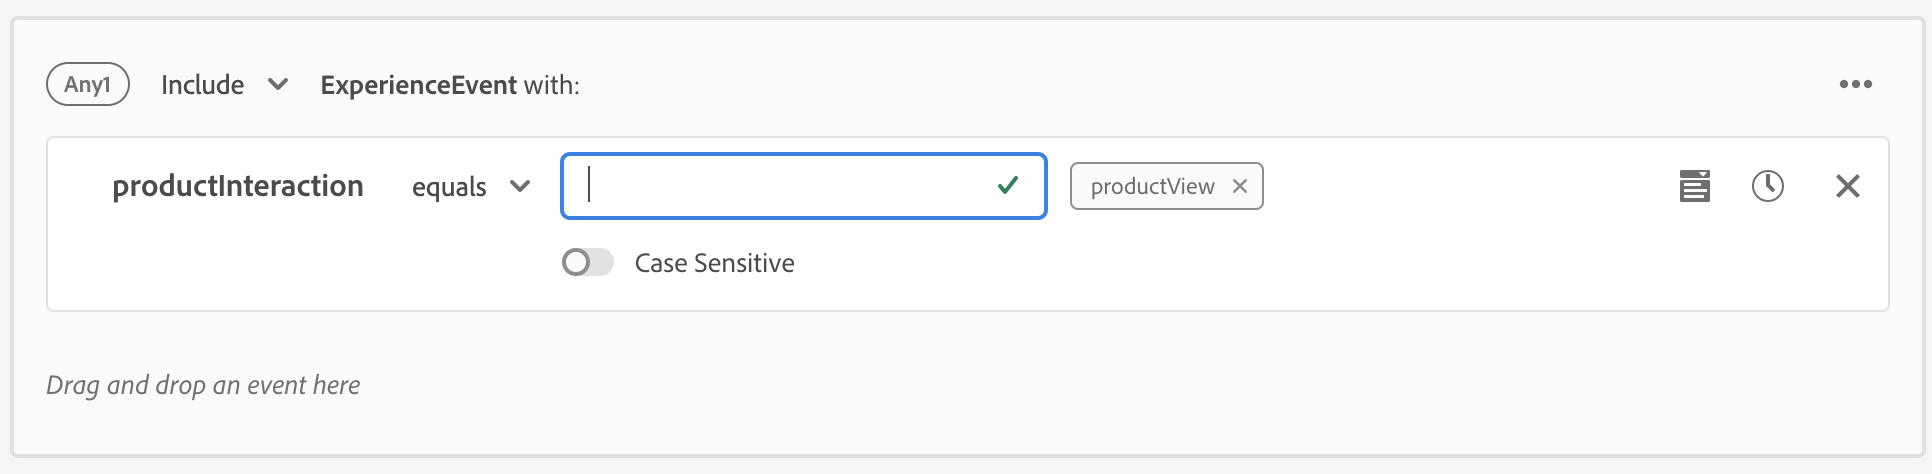 Any1 Include ExperienceEvent with:
productInteraction equals productView
Case Sensitive
Drag and drop an event here